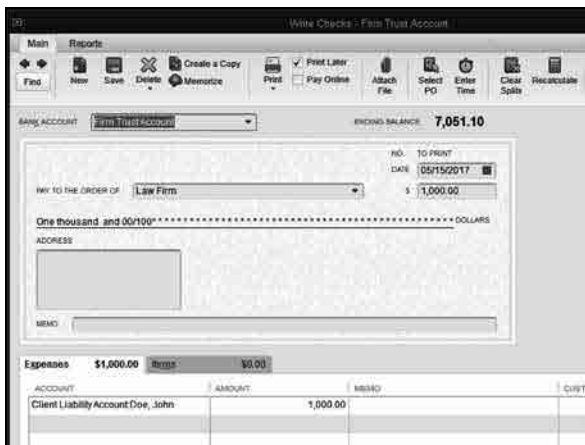 Write Checks - Firm Trust Account
Main Reports
Find New Save Delete Create a Copy Memorize Print Print Later Pay Online Attach File Select PO Enter Time Clear Splits Recalculate
BANK ACCOUNT Firm Trust Account ENDING BALANCE 7,051.10
NO. TO PRINT
DATE 05/15/2017
PAY TO THE ORDER OF Law Firm $ 1,000.00
One thousand and 00/100* * * * * * * * * * * * * * * * * * * * * * * * * * * * * * * * * * * * * * * * * * * * * * * * * * DOLLARS
ADDRESS
MEMO
Expenses $1,000.00 Items $0.00
ACCOUNT AMOUNT MEMO CUST
Client Liability Account:Doe, John 1,000.00